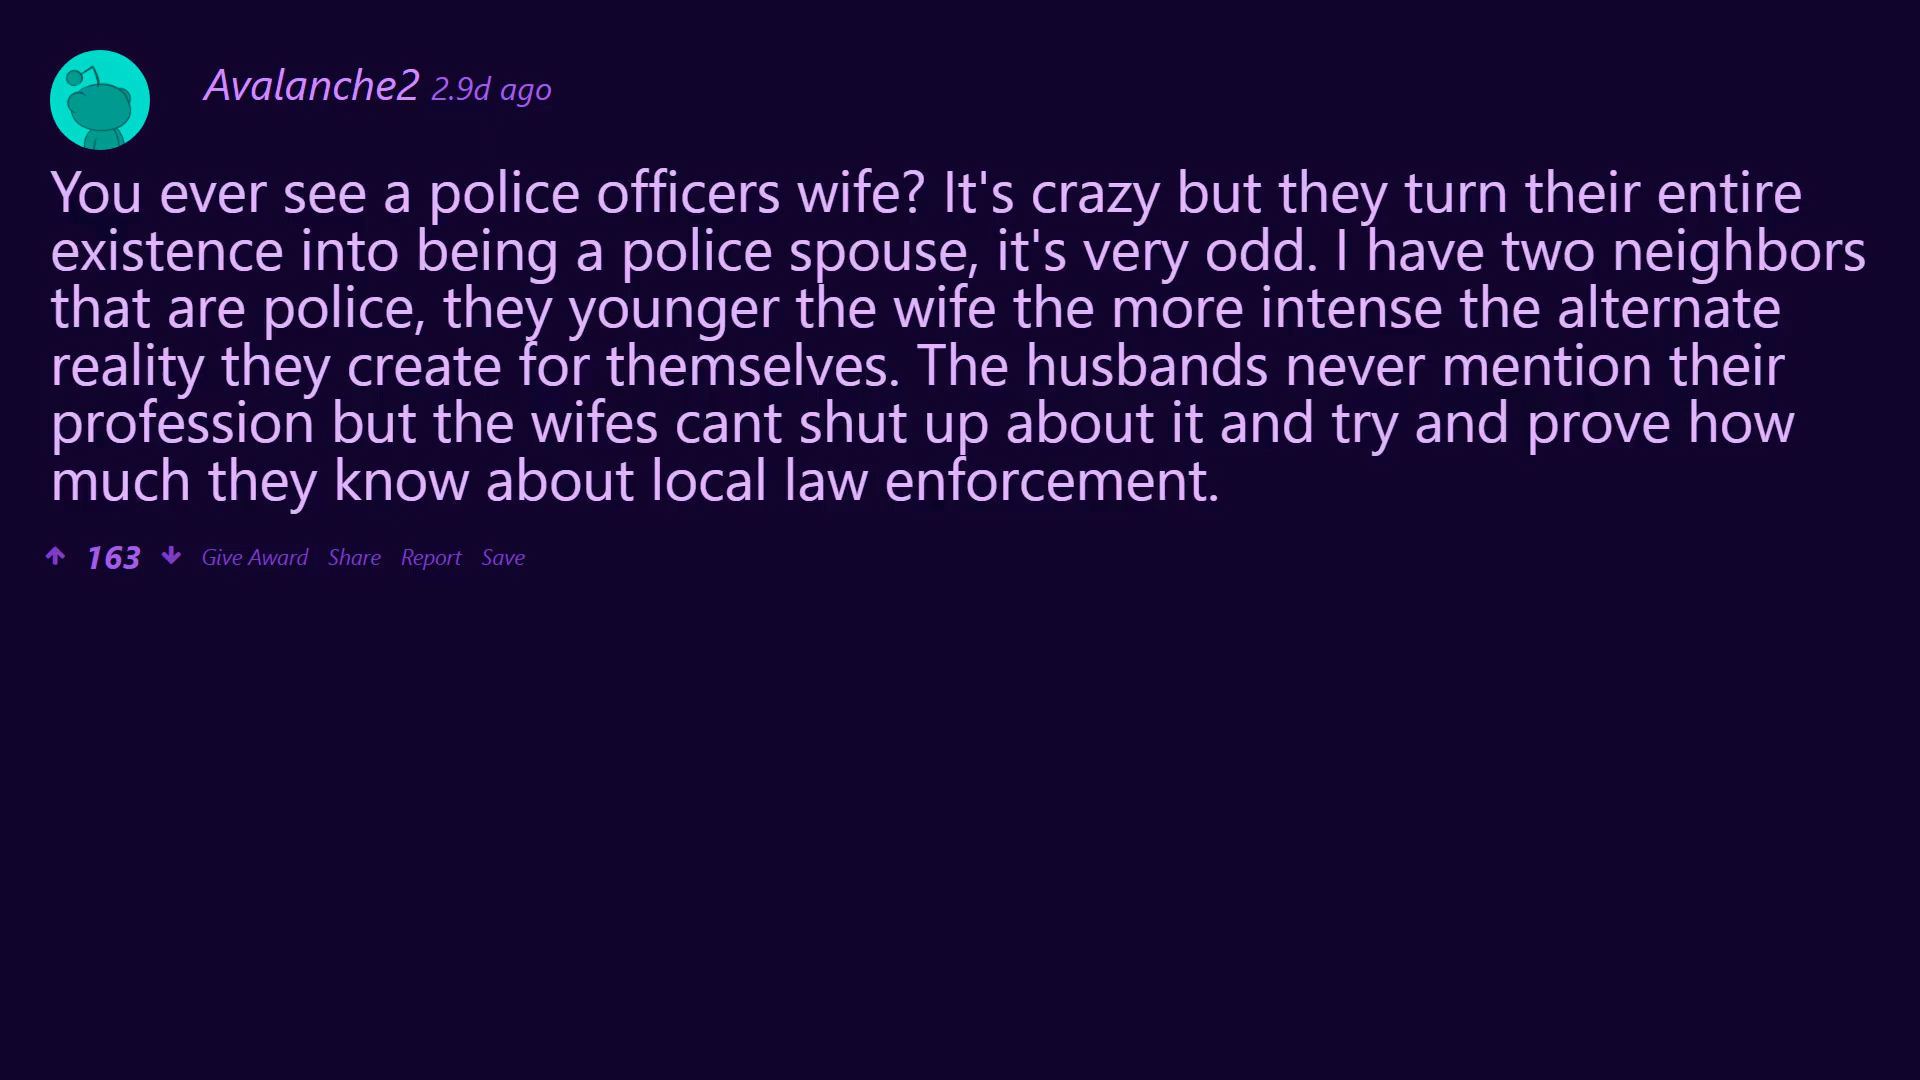 Avalanche2 2.9d ago
You ever see a police officers wife? It's crazy but they turn their entire
existence into being a police spouse, it's very odd. I have two neighbors
that are police, they younger the wife the more intense the alternate
reality they create for themselves. The husbands never mention their
profession but the wifes cant shut up about it and try and prove how
much they know about local law enforcement.
163 Give Award Share Report Save